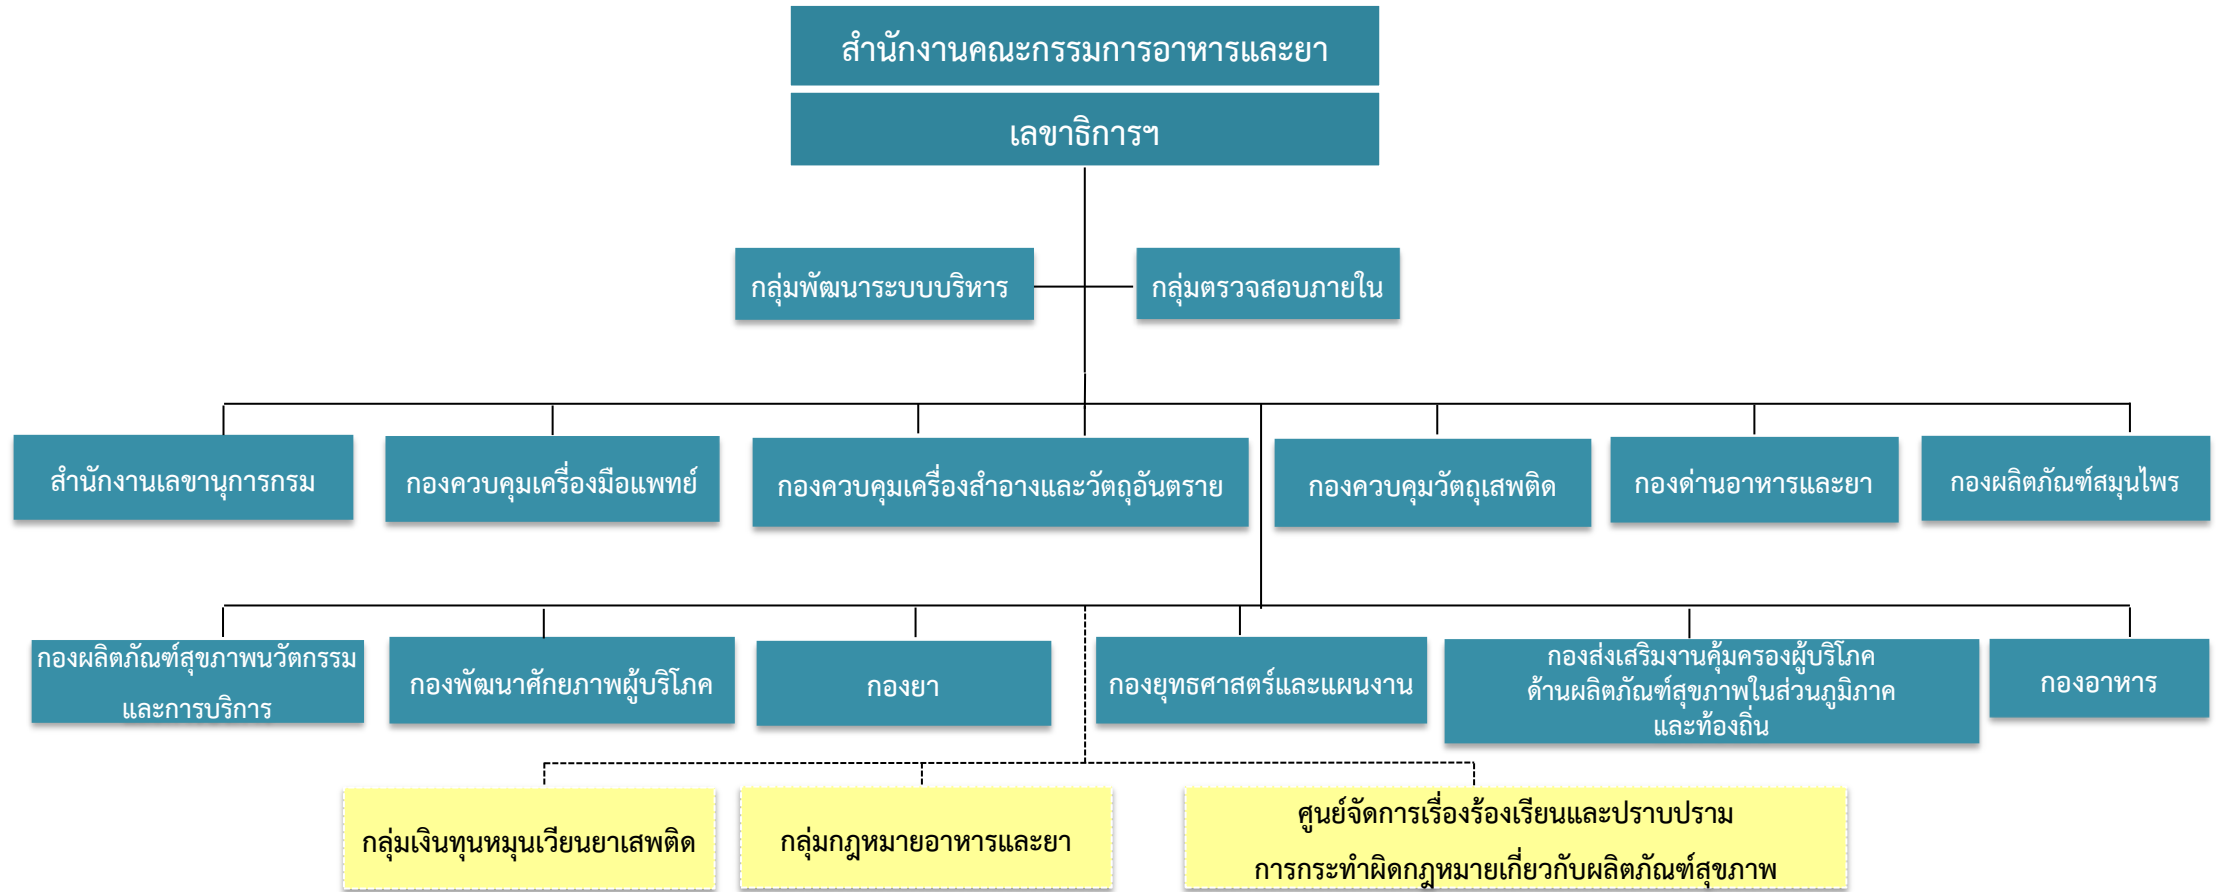 สำนักงานคณะกรรมการอาหารและยา
เลขาธิการฯ
กลุ่มพัฒนาระบบบริหาร
กลุ่มตรวจสอบภายใน
สำนักงานเลขานุการกรม
กองควบคุมเครื่องมือแพทย์
กองควบคุมเครื่องสำอางและวัตถุอันตราย
กองควบคุมวัตถุเสพติด
กองด่านอาหารและยา
กองผลิตภัณฑ์สมุนไพร
กองผลิตภัณฑ์สุขภาพนวัตกรรม
และการบริการ
กองพัฒนาศักยภาพผู้บริโภค
กองยา
กองยุทธศาสตร์และแผนงาน
กองส่งเสริมงานคุ้มครองผู้บริโภค
ด้านผลิตภัณฑ์สุขภาพในส่วนภูมิภาค
และท้องถิ่น
กองอาหาร
กลุ่มเงินทุนหมุนเวียนยาเสพติด
กลุ่มกฎหมายอาหารและยา
ศูนย์จัดการเรื่องร้องเรียนและปราบปราม
การกระทำผิดกฎหมายเกี่ยวกับผลิตภัณฑ์สุขภาพ